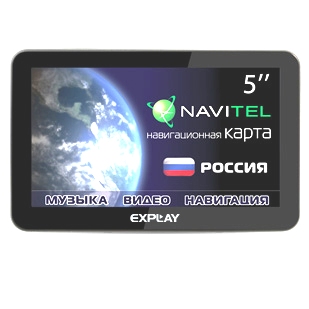 5''
NAVITEL
навигационная карта
РОССИЯ
МУЗЫКА ВИДЕО НАВИГАЦИЯ
EXPLAY